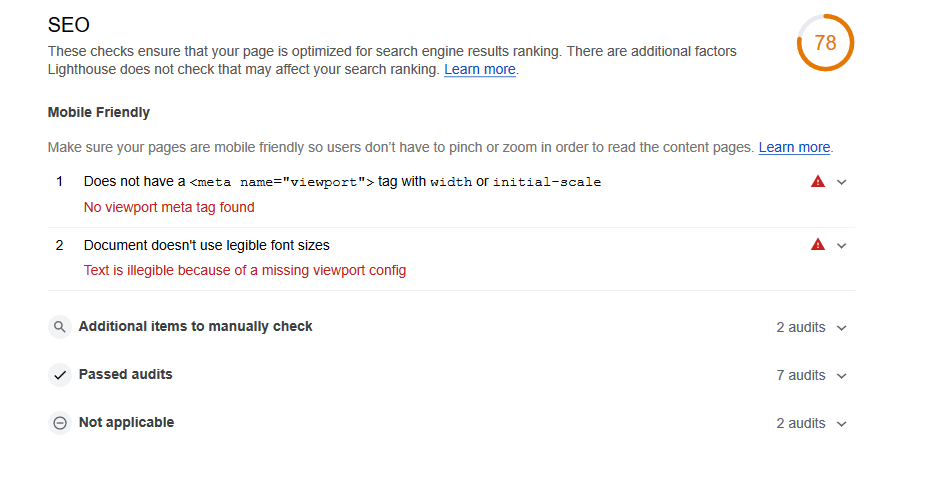 SEO
78
These checks ensure that your page is optimized for search engine results ranking. There are additional factors
Lighthouse does not check that may affect your search ranking. Learn more.
Mobile Friendly
Make sure your pages are mobile friendly so users don’t have to pinch or zoom in order to read the content pages. Learn more.
1 Does not have a <meta name="viewport"> tag with width or initial-scale
No viewport meta tag found
2 Document doesn't use legible font sizes
Text is illegible because of a missing viewport config
Additional items to manually check 2 audits
Passed audits 7 audits
Not applicable 2 audits